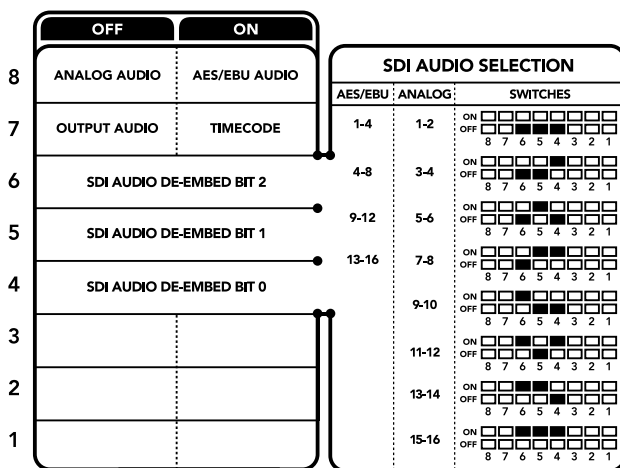 OFF ON
8 ANALOG AUDIO AES/EBU AUDIO
7 OUTPUT AUDIO TIMECODE
6 SDI AUDIO DE-EMBED BIT 2
5 SDI AUDIO DE-EMBED BIT 1
4 SDI AUDIO DE-EMBED BIT 0
3
2
1
SDI AUDIO SELECTION
AES/EBU ANALOG SWITCHES
1-4 1-2 ON
OFF
8 7 6 5 4 3 2 1
4-8 3-4 ON
OFF
8 7 6 5 4 3 2 1
9-12 5-6 ON
OFF
8 7 6 5 4 3 2 1
13-16 7-8 ON
OFF
8 7 6 5 4 3 2 1
9-10 ON
OFF
8 7 6 5 4 3 2 1
11-12 ON
OFF
8 7 6 5 4 3 2 1
13-14 ON
OFF
8 7 6 5 4 3 2 1
15-16 ON
OFF
8 7 6 5 4 3 2 1